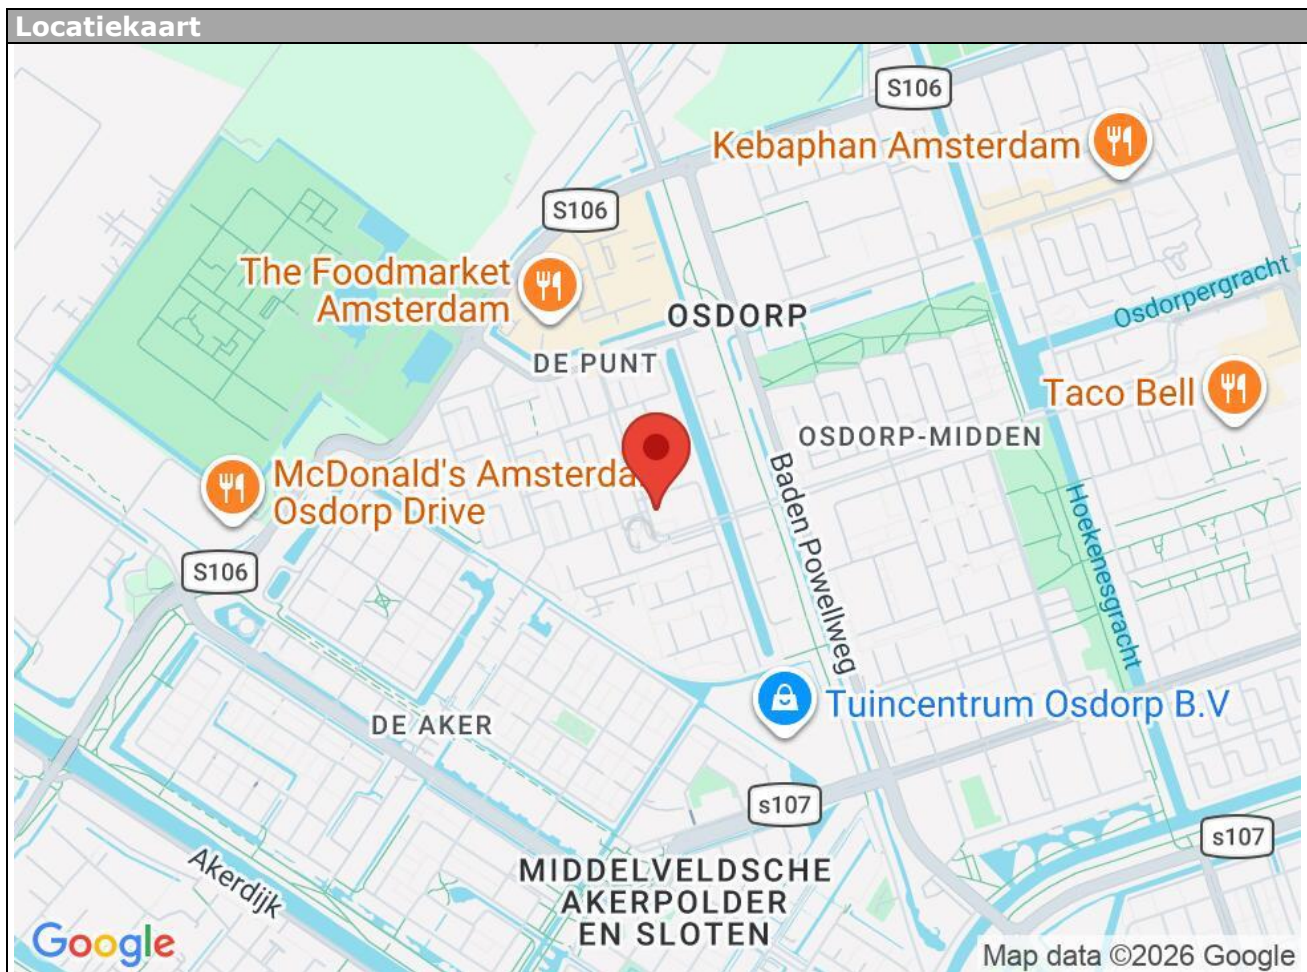 Locatiekaart
S106
Kebaphan Amsterdam
S106
The Foodmarket
Amsterdam
OSDORP
Osdorpergracht
DE PUNT
Taco Bell
OSDORP-MIDDEN
McDonald's Amsterda
Osdorp Drive
Baden Powellweg
Hoekenesgracht
S106
Tuincentrum Osdorp B.V
DE AKER
s107
s107
MIDDELVELDSCHE
AKERPOLDER
EN SLOTEN
Akerdijk
Google
Map data ©2026 Google